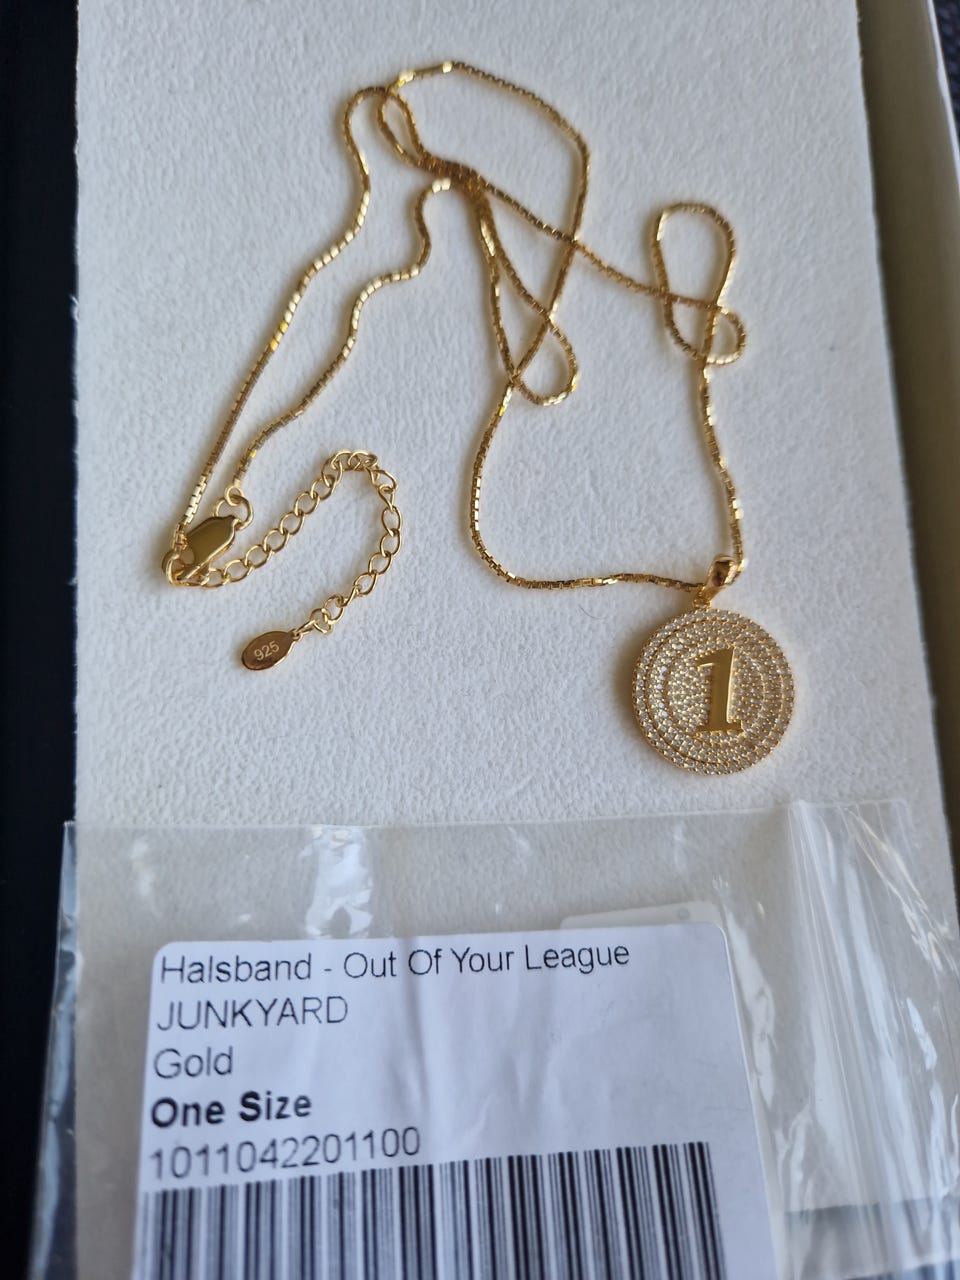 925
1
Halsband - Out Of Your League
JUNKYARD
Gold
One Size
1011042201100